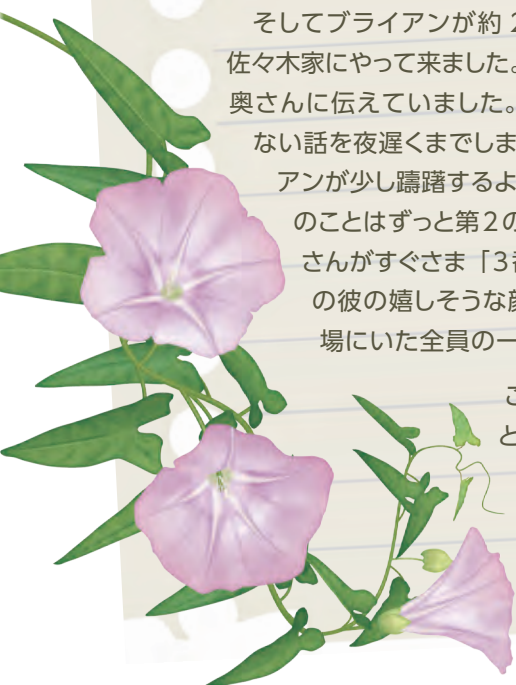 そしてブライアンが約2
佐々木家にやって来ました。
奥さんに伝えていました。
ない話を夜遅くまでしま
アンが少し躊躇するよ
のことはずっと第2の
さんがすぐさま「3番
の彼の嬉しそうな顔
場にいた全員の一
こ
と